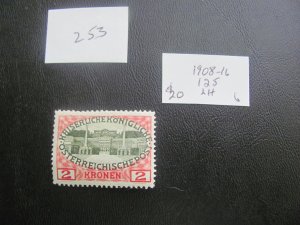 253
1908-16
125
$20 LH 6
KAISERLICHE KÖNIGLICHE
ÖSTERREICHISCHE POST
2 KRONEN 2